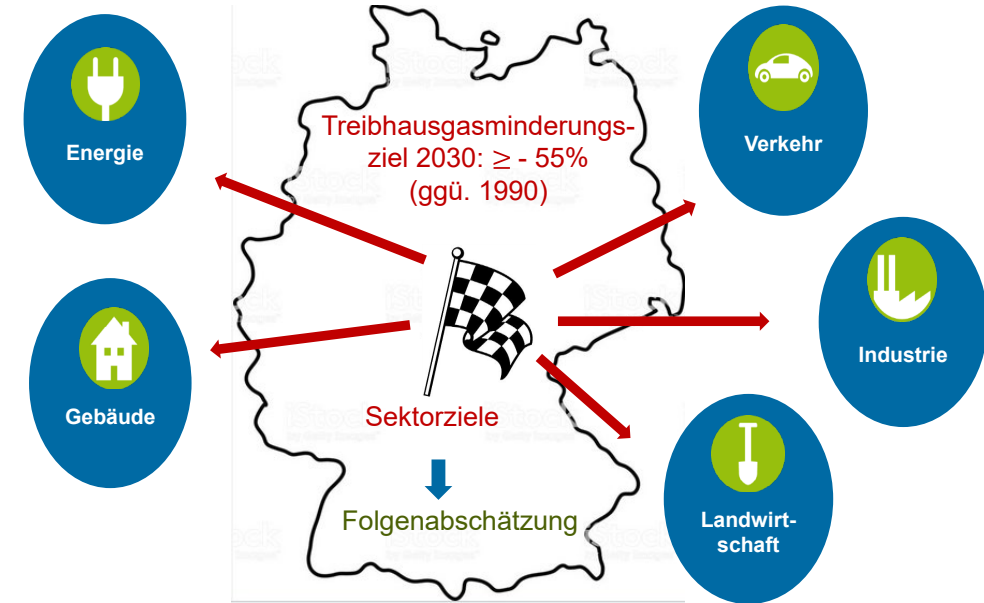 Energie
Gebäude
Treibhausgasminderungs-
ziel 2030: ≥ - 55%
(ggü. 1990)
Sektorziele
Folgenabschätzung
Verkehr
Industrie
Landwirt-
schaft